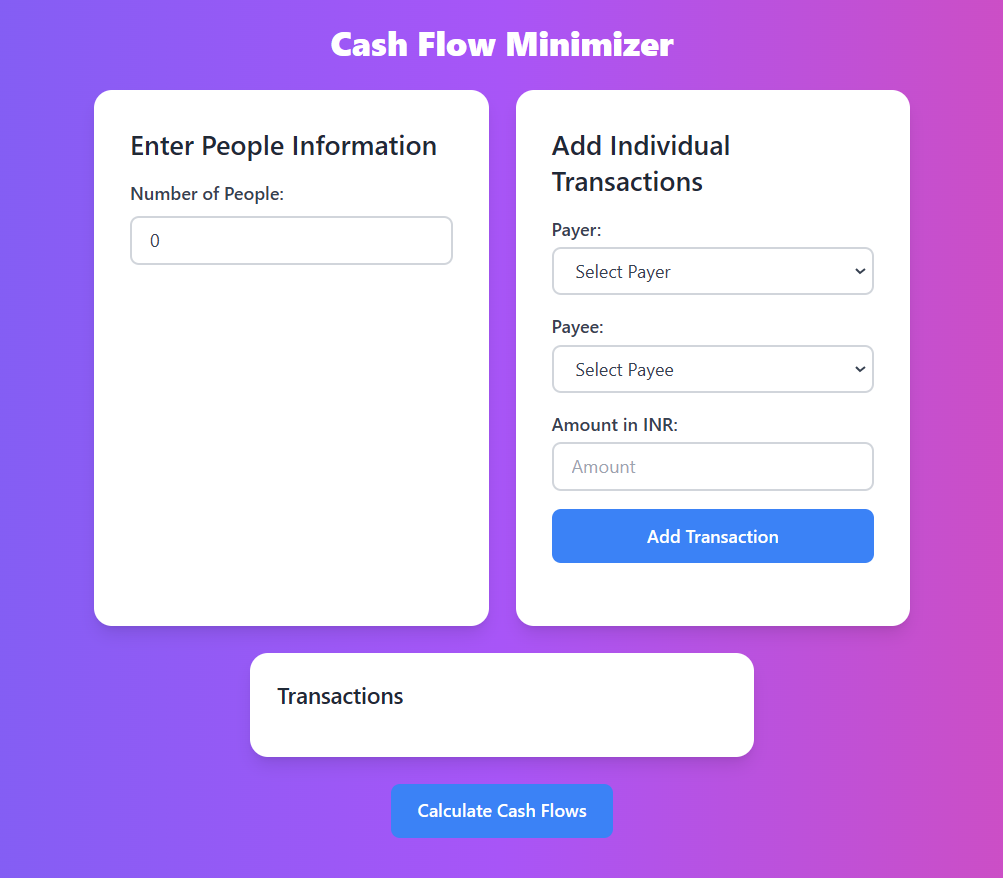 Cash Flow Minimizer
Enter People Information
Number of People:
0
Add Individual
Transactions
Payer:
Select Payer
Payee:
Select Payee
Amount in INR:
Amount
Add Transaction
Transactions
Calculate Cash Flows